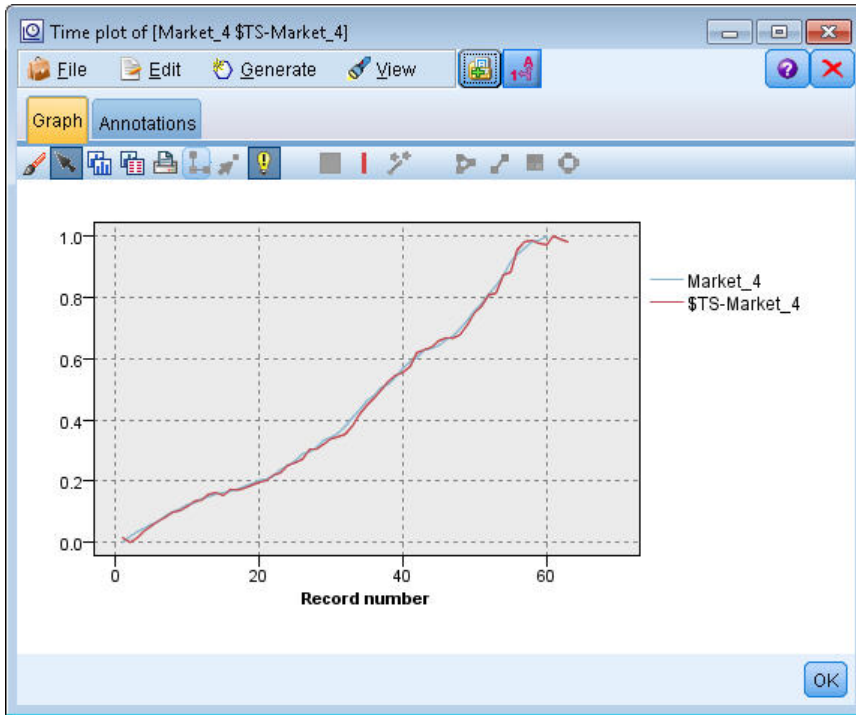 Time plot of [Market_4 $TS-Market_4]
File Edit Generate View
1 A
Graph Annotations
1.0
0.8
0.6
0.4
0.2
0.0
0 20 40 60
Record number
Market_4
$TS-Market_4
OK